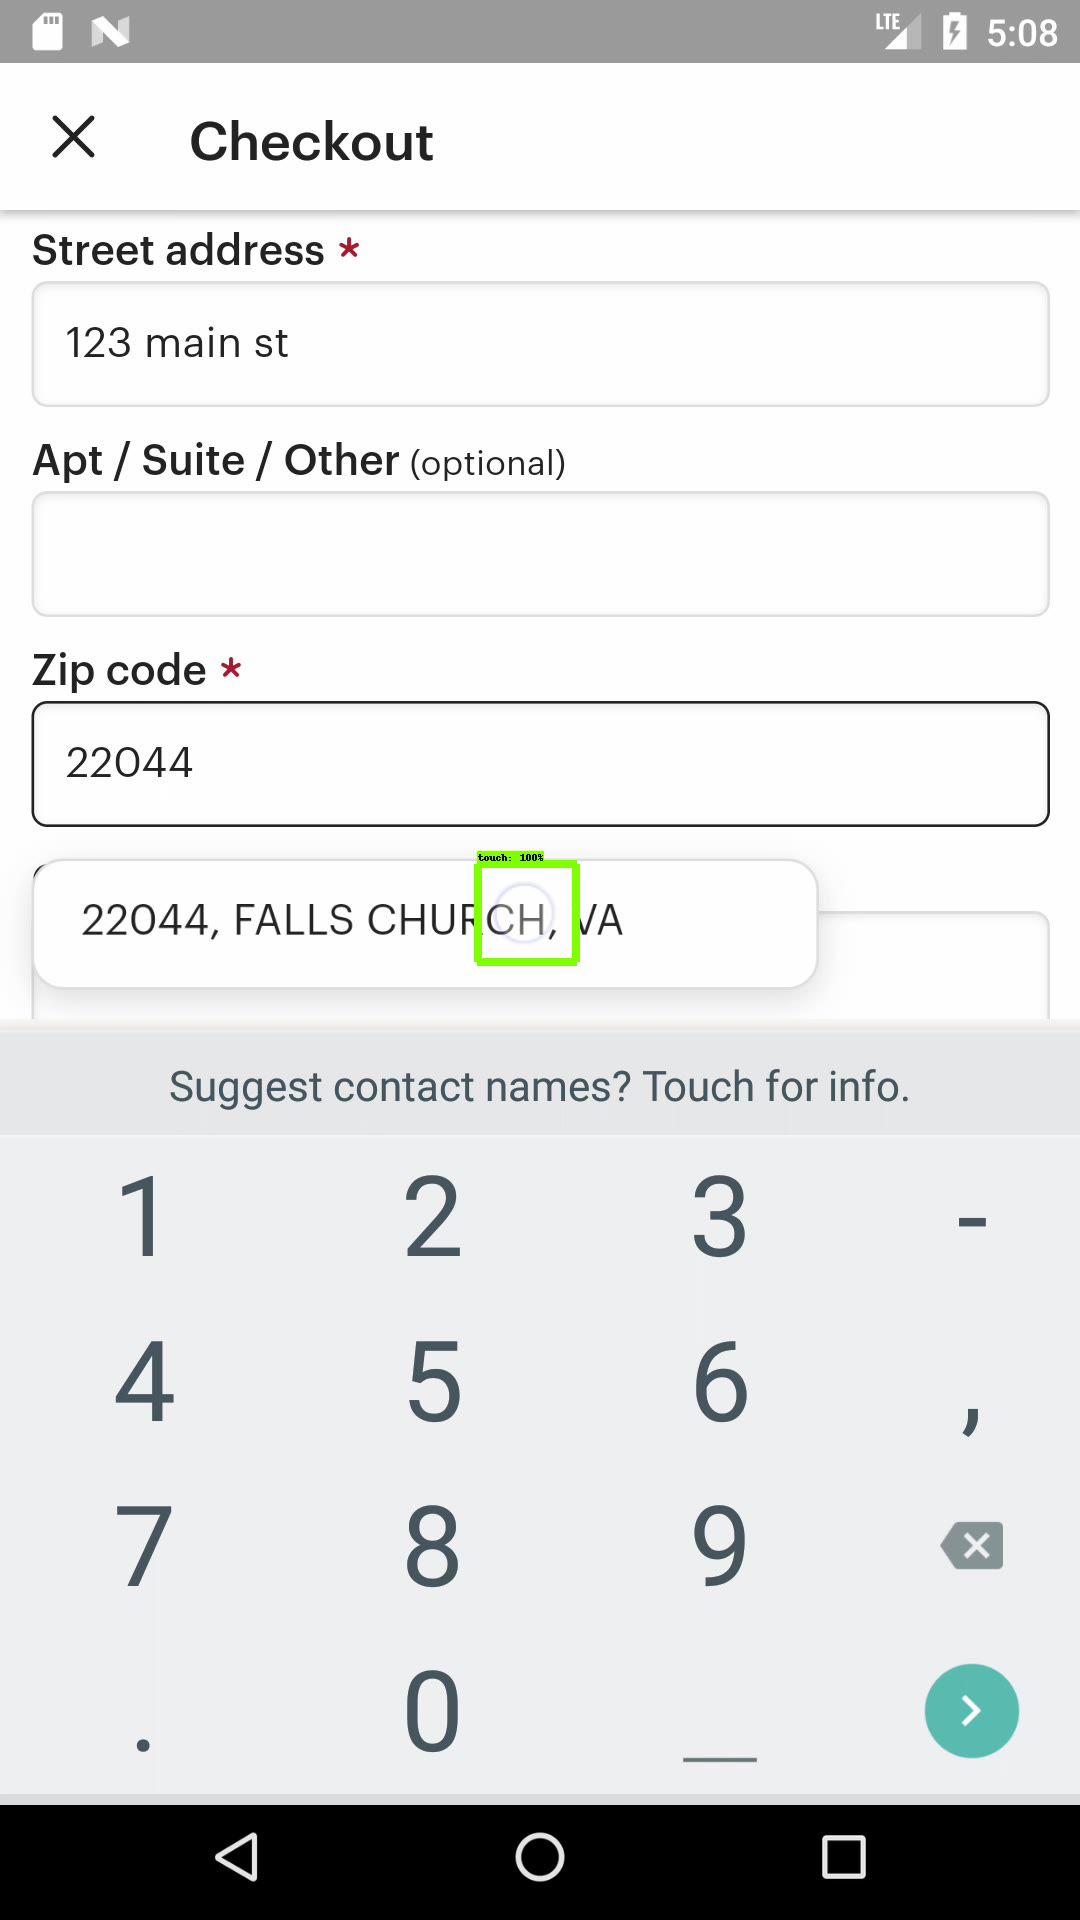 LTE 5:08
Checkout
Street address *
123 main st
Apt / Suite / Other (optional)
Zip code *
22044
touch: 100%
22044, FALLS CHURCH, VA
Suggest contact names? Touch for info.
1 2 3 -
4 5 6 ,
7 8 9
. 0 _